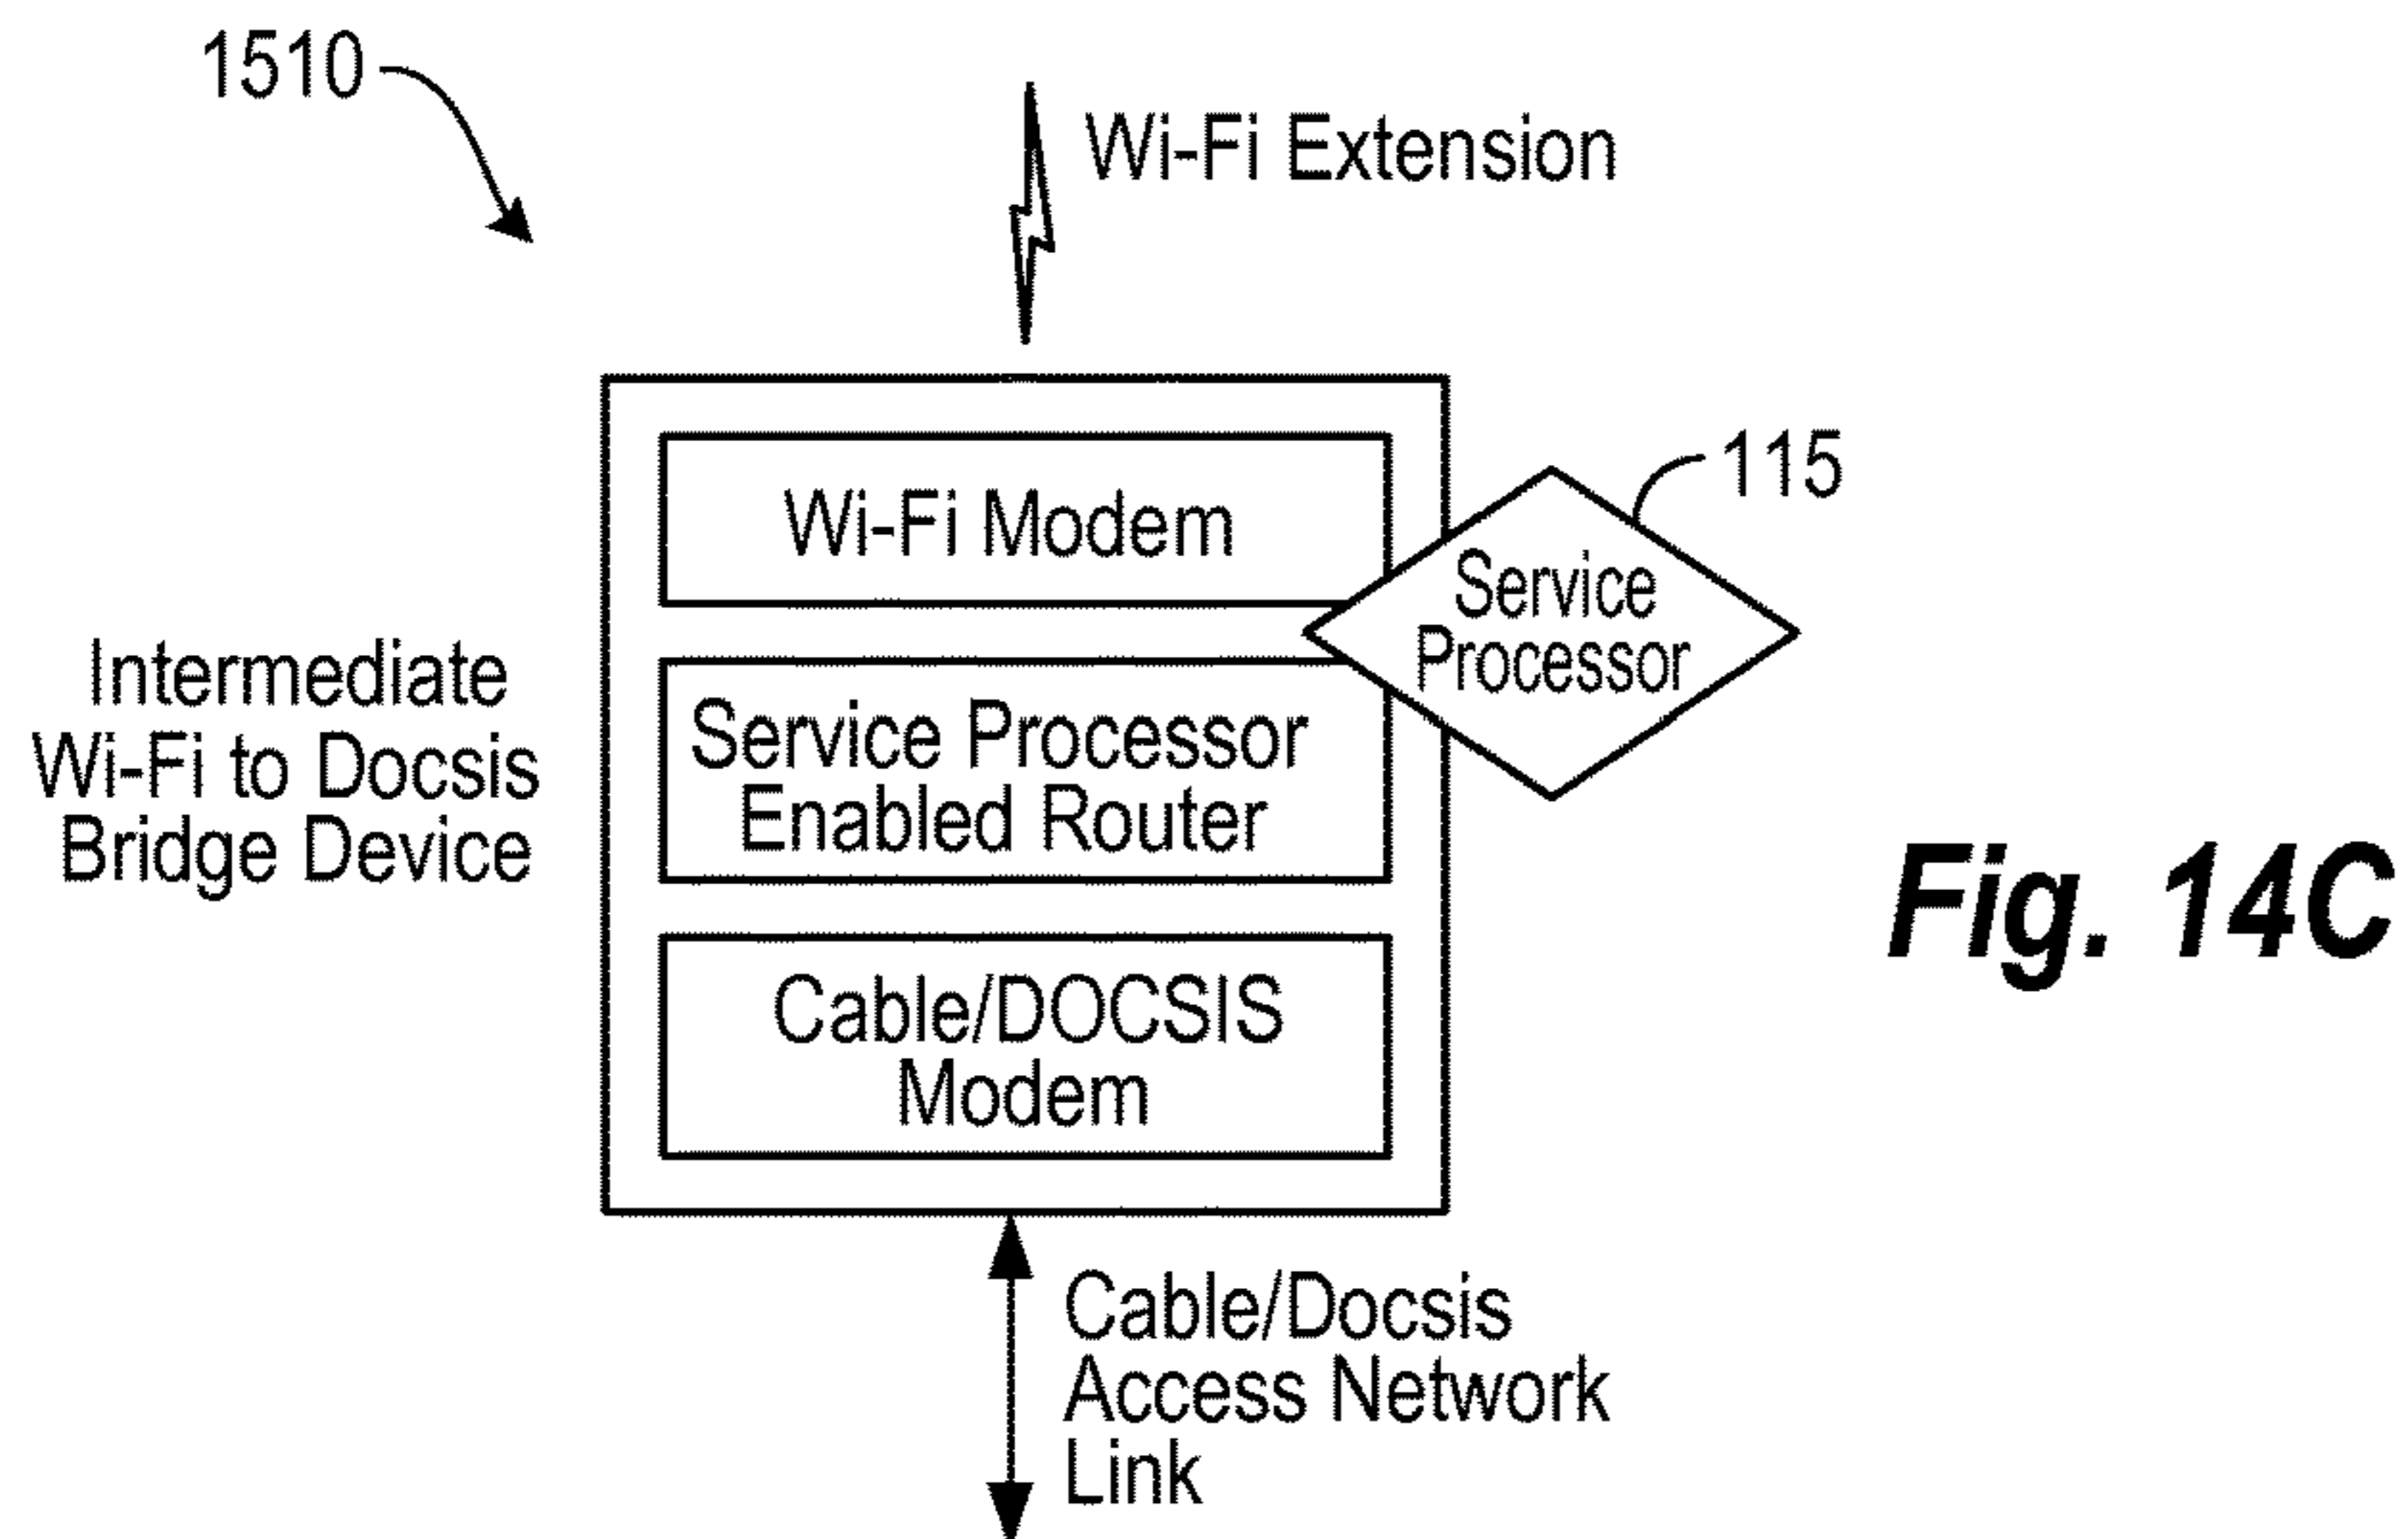 1510
Wi-Fi Extension
Wi-Fi Modem
115
Service
Processor
Intermediate
Wi-Fi to Docsis
Bridge Device
Service Processor
Enabled Router
Fig. 14C
Cable/DOCSIS
Modem
Cable/Docsis
Access Network
Link